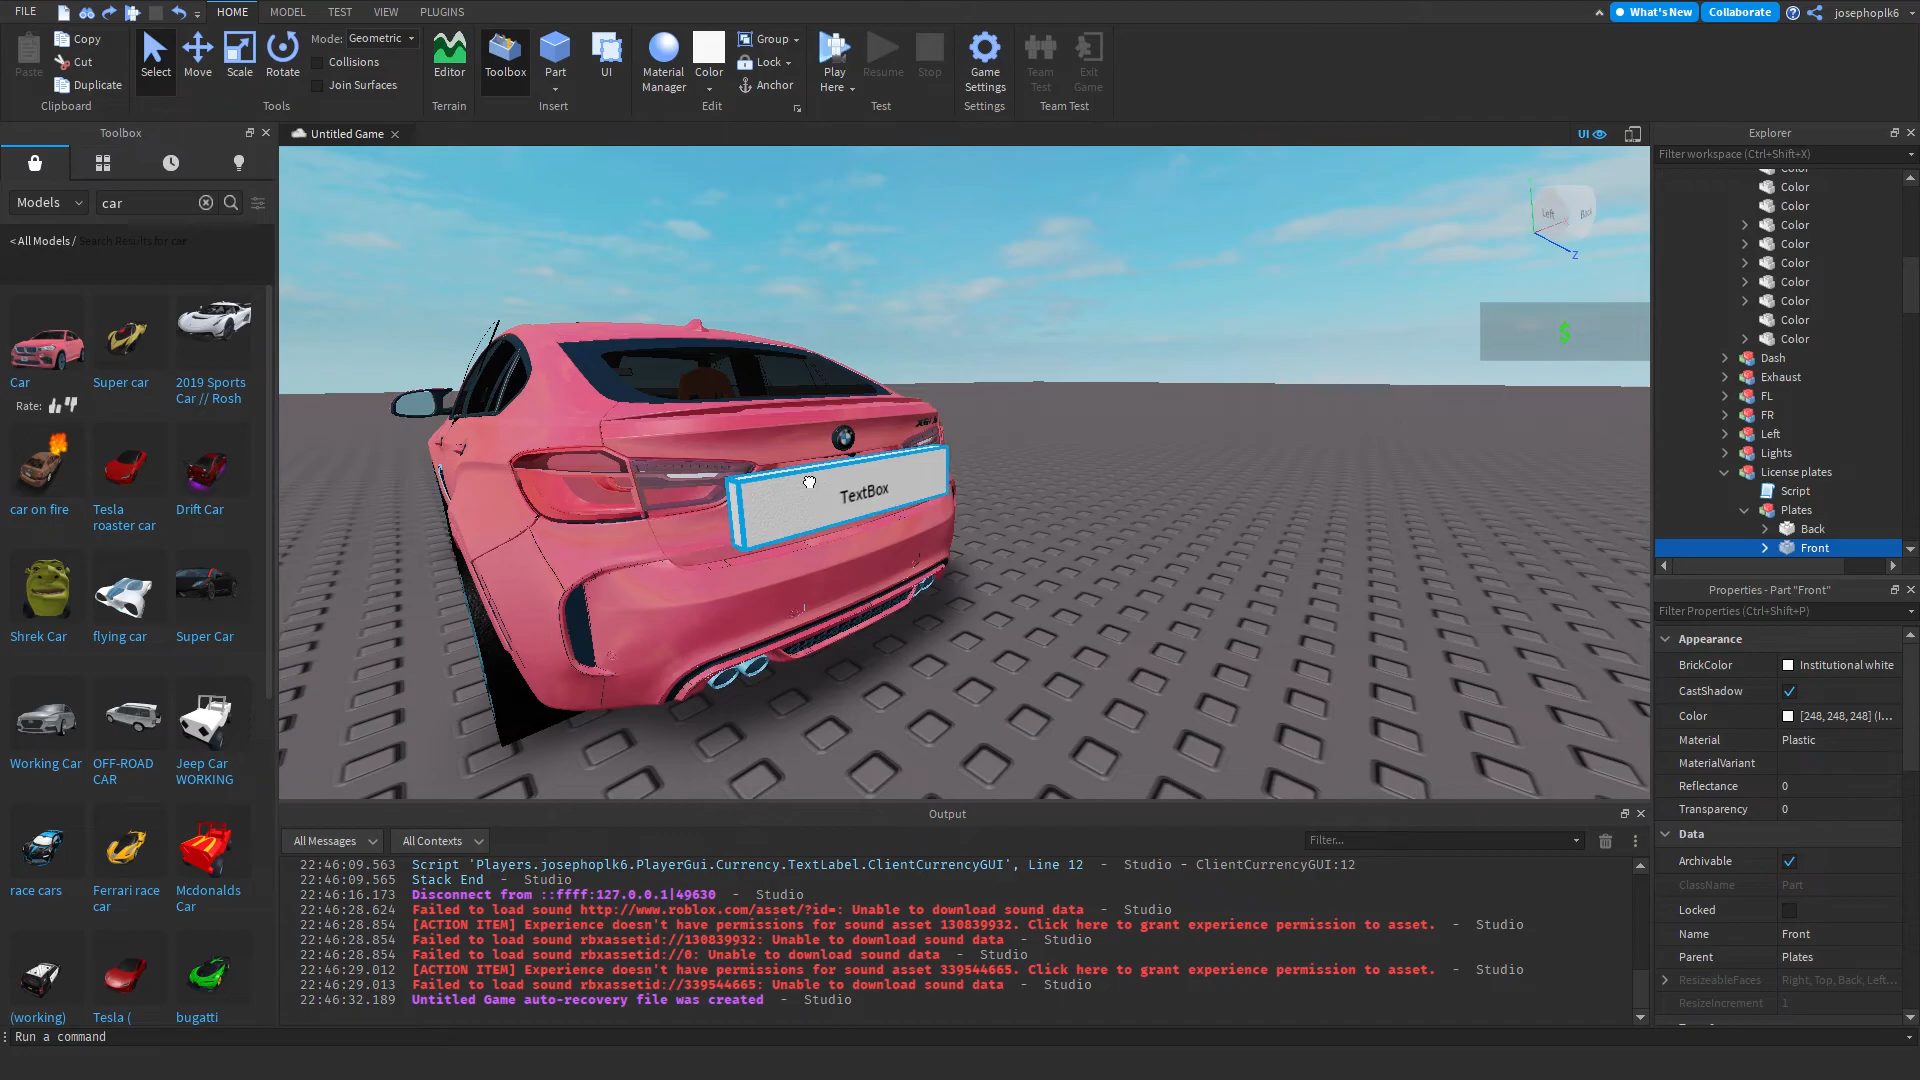 FILE
HOME
MODEL
TEST
VIEW
PLUGINS
What's New
Collaborate
josephoplk6
Paste
Copy
Cut
Duplicate
Clipboard
Select
Move
Scale
Rotate
Mode: Geometric
Collisions
Join Surfaces
Tools
Editor
Terrain
Toolbox
Part
UI
Insert
Material
Manager
Color
Group
Lock
Anchor
Edit
Play
Here
Resume
Stop
Test
Game
Settings
Settings
Team
Test
Exit
Game
Team Test
Toolbox
Models
car
< All Models / Search Results for car
Car
Super car
2019 Sports
Car // Rosh
Rate:
car on fire
Tesla
roaster car
Drift Car
Shrek Car
flying car
Super Car
Working Car
OFF-ROAD
CAR
Jeep Car
WORKING
race cars
Ferrari race
car
Mcdonalds
Car
(working)
Tesla (
bugatti
Run a command
Untitled Game
UI
Left
Back
Z
$
TextBox
Output
All Messages
All Contexts
Filter...
22:46:09.563 Script 'Players.josephoplk6.PlayerGui.Currency.TextLabel.ClientCurrencyGUI', Line 12 - Studio - ClientCurrencyGUI:12
22:46:09.565 Stack End - Studio
22:46:16.173 Disconnect from ::ffff:127.0.0.1|49630 - Studio
22:46:28.624 Failed to load sound http://www.roblox.com/asset/?id=: Unable to download sound data - Studio
22:46:28.854 [ACTION ITEM] Experience doesn't have permissions for sound asset 130839932. Click here to grant experience permission to asset. - Studio
22:46:28.854 Failed to load sound rbxassetid://130839932: Unable to download sound data - Studio
22:46:28.854 Failed to load sound rbxassetid://0: Unable to download sound data - Studio
22:46:29.012 [ACTION ITEM] Experience doesn't have permissions for sound asset 339544665. Click here to grant experience permission to asset. - Studio
22:46:29.013 Failed to load sound rbxassetid://339544665: Unable to download sound data - Studio
22:46:32.189 Untitled Game auto-recovery file was created - Studio
Explorer
Filter workspace (Ctrl+Shift+X)
Color
Color
Color
Color
Color
Color
Color
Color
Color
Color
Dash
Exhaust
FL
FR
Left
Lights
License plates
Script
Plates
Back
Front
Properties - Part "Front"
Filter Properties (Ctrl+Shift+P)
Appearance
BrickColor Institutional white
CastShadow
Color [248, 248, 248] (I...
Material Plastic
MaterialVariant
Reflectance 0
Transparency 0
Data
Archivable
ClassName Part
Locked
Name Front
Parent Plates
ResizeableFaces Right, Top, Back, Left...
ResizeIncrement 1